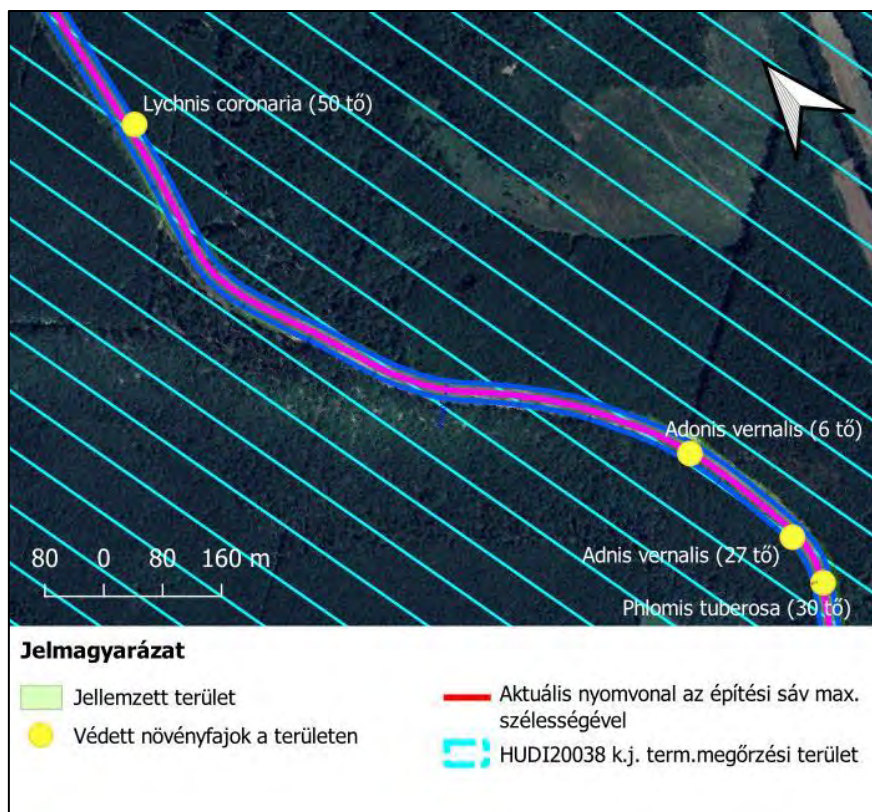 Lychnis coronaria (50 tő)
Adonis vernalis (6 tő)
Adnis vernalis (27 tő)
Phlomis tuberosa (30 tő)
80 0 80 160 m
Jelmagyarázat
Jellemzett terület
Védett növényfajok a területen
Aktuális nyomvonal az építési sáv max.
szélességével
HUDI20038 k.j. term.megőrzési terület